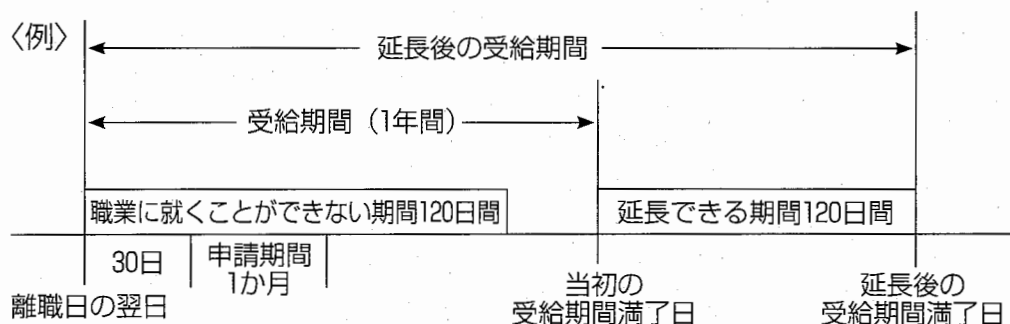 〈例〉
延長後の受給期間
受給期間（1年間）
職業に就くことができない期間120日間
延長できる期間120日間
30日
申請期間
1か月
離職日の翌日
当初の
受給期間満了日
延長後の
受給期間満了日